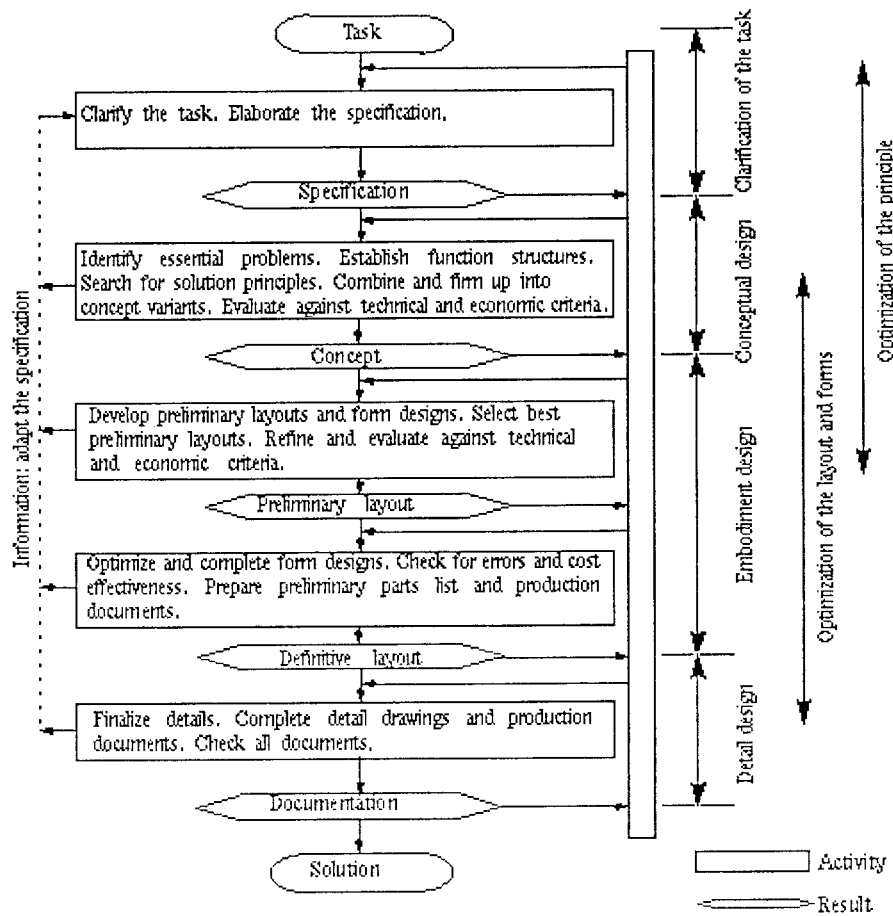 Task
Clarify the task. Elaborate the specification.
Specification
Identify essential problems. Establish function structures.
Search for solution principles. Combine and firm up into
concept variants. Evaluate against technical and economic criteria.
Concept
Develop preliminary layouts and form designs. Select best
preliminary layouts. Refine and evaluate against technical
and economic criteria.
Preliminary layout
Optimize and complete form designs. Check for errors and cost
effectiveness. Prepare preliminary parts list and production
documents.
Definitive layout
Finalize details. Complete detail drawings and production
documents. Check all documents.
Documentation
Solution
Information: adapt the specification
Clarification of the task
Conceptual design
Embodiment design
Detail design
Optimization of the layout and forms
Optimization of the principle
Activity
Result